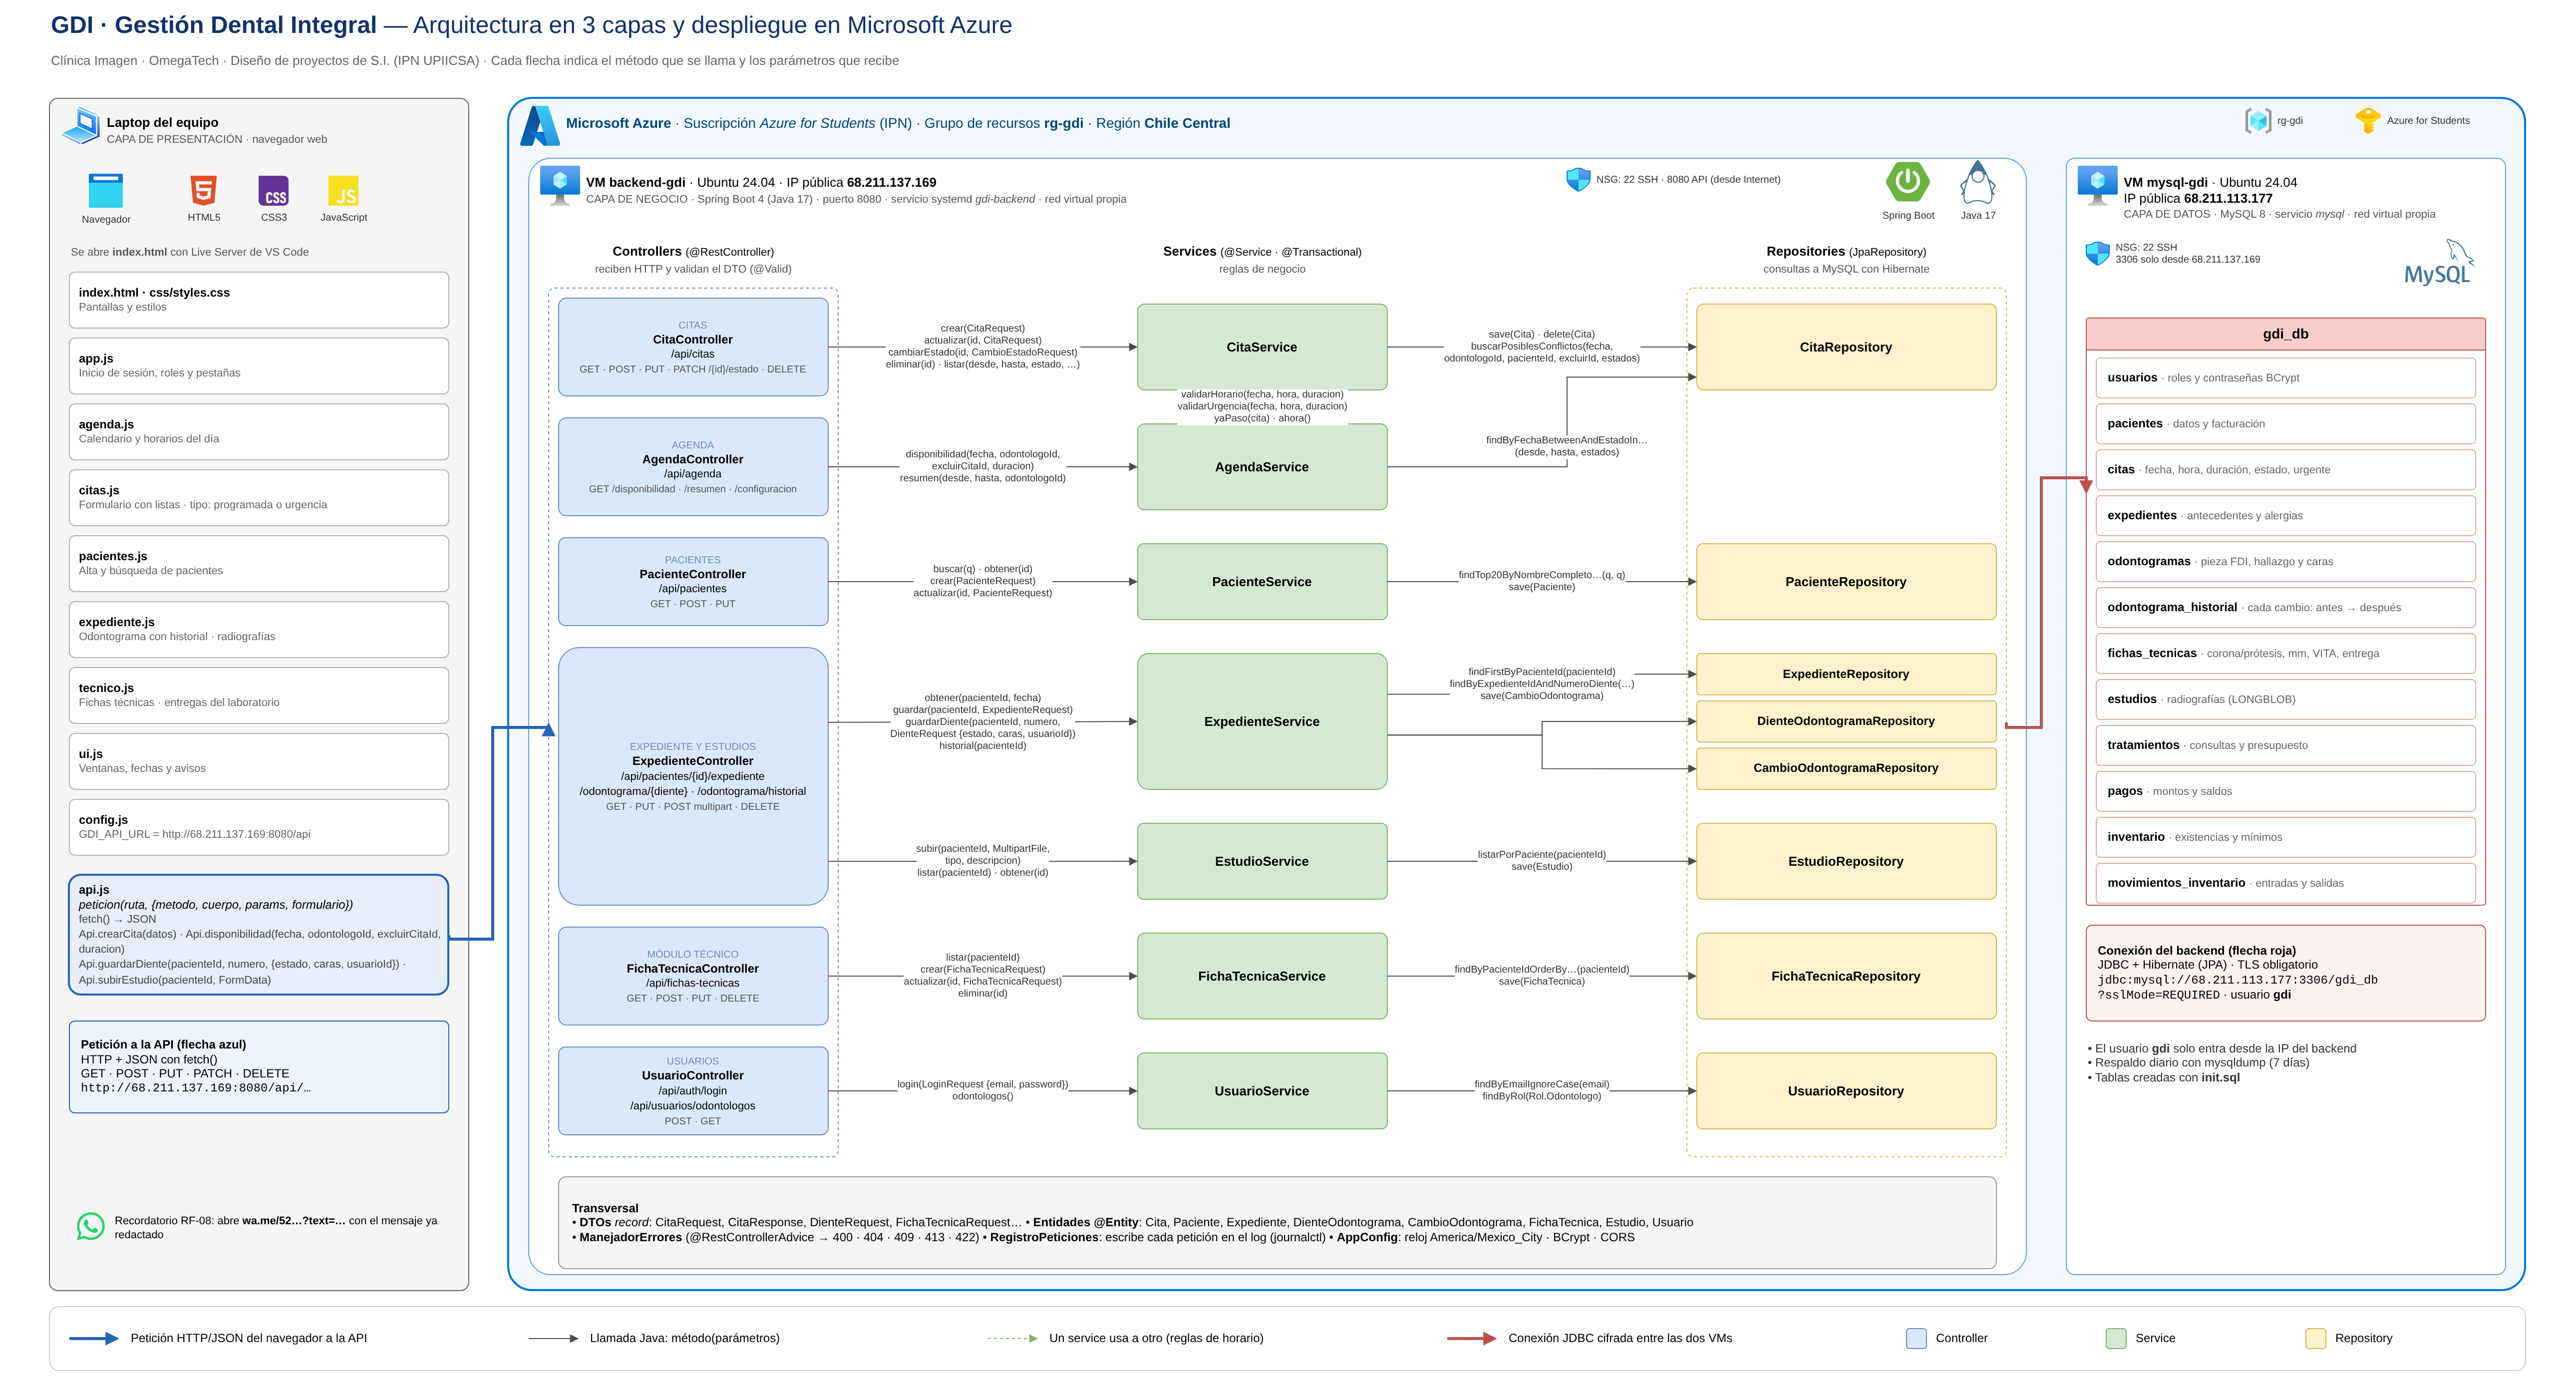 GDI · Gestión Dental Integral — Arquitectura en 3 capas y despliegue en Microsoft Azure
Clínica Imagen · OmegaTech · Diseño de proyectos de S.I. (IPN UPIICSA) · Cada flecha indica el método que se llama y los parámetros que recibe
Laptop del equipo
CAPA DE PRESENTACIÓN · navegador web
Navegador
HTML5
CSS
CSS3
JS
JavaScript
Se abre index.html con Live Server de VS Code
index.html · css/styles.css
Pantallas y estilos
app.js
Inicio de sesión, roles y pestañas
agenda.js
Calendario y horarios del día
citas.js
Formulario con listas · tipo: programada o urgencia
pacientes.js
Alta y búsqueda de pacientes
expediente.js
Odontograma con historial · radiografías
tecnico.js
Fichas técnicas · entregas del laboratorio
ui.js
Ventanas, fechas y avisos
config.js
GDI_API_URL = http://68.211.137.169:8080/api
api.js
peticion(ruta, {metodo, cuerpo, params, formulario})
fetch() → JSON
Api.crearCita(datos) · Api.disponibilidad(fecha, odontologoId, excluirCitaId,
duracion)
Api.guardarDiente(pacienteId, numero, {estado, caras, usuarioId}) ·
Api.subirEstudio(pacienteId, FormData)
Petición a la API (flecha azul)
HTTP + JSON con fetch()
GET · POST · PUT · PATCH · DELETE
http://68.211.137.169:8080/api/…
Recordatorio RF-08: abre wa.me/52…?text=… con el mensaje ya
redactado
Microsoft Azure · Suscripción Azure for Students (IPN) · Grupo de recursos rg-gdi · Región Chile Central
rg-gdi
Azure for Students
VM backend-gdi · Ubuntu 24.04 · IP pública 68.211.137.169
CAPA DE NEGOCIO · Spring Boot 4 (Java 17) · puerto 8080 · servicio systemd gdi-backend · red virtual propia
NSG: 22 SSH · 8080 API (desde Internet)
Spring Boot
Java 17
Controllers (@RestController)
reciben HTTP y validan el DTO (@Valid)
Services (@Service · @Transactional)
reglas de negocio
Repositories (JpaRepository)
consultas a MySQL con Hibernate
CITAS
CitaController
/api/citas
GET · POST · PUT · PATCH /{id}/estado · DELETE
crear(CitaRequest)
actualizar(id, CitaRequest)
cambiarEstado(id, CambioEstadoRequest)
eliminar(id) · listar(desde, hasta, estado, …)
CitaService
save(Cita) · delete(Cita)
buscarPosiblesConflictos(fecha,
odontologoId, pacienteId, excluirId, estados)
CitaRepository
validarHorario(fecha, hora, duracion)
validarUrgencia(fecha, hora, duracion)
yaPaso(cita) · ahora()
AGENDA
AgendaController
/api/agenda
GET /disponibilidad · /resumen · /configuracion
disponibilidad(fecha, odontologoId,
excluirCitaId, duracion)
resumen(desde, hasta, odontologoId)
AgendaService
findByFechaBetweenAndEstadoIn…
(desde, hasta, estados)
PACIENTES
PacienteController
/api/pacientes
GET · POST · PUT
buscar(q) · obtener(id)
crear(PacienteRequest)
actualizar(id, PacienteRequest)
PacienteService
findTop20ByNombreCompleto…(q, q)
save(Paciente)
PacienteRepository
EXPEDIENTE Y ESTUDIOS
ExpedienteController
/api/pacientes/{id}/expediente
/odontograma/{diente} · /odontograma/historial
GET · PUT · POST multipart · DELETE
obtener(pacienteId, fecha)
guardar(pacienteId, ExpedienteRequest)
guardarDiente(pacienteId, numero,
DienteRequest {estado, caras, usuarioId})
historial(pacienteId)
ExpedienteService
findFirstByPacienteId(pacienteId)
findByExpedienteIdAndNumeroDiente(…)
save(CambioOdontograma)
ExpedienteRepository
DienteOdontogramaRepository
CambioOdontogramaRepository
subir(pacienteId, MultipartFile,
tipo, descripcion)
listar(pacienteId) · obtener(id)
EstudioService
listarPorPaciente(pacienteId)
save(Estudio)
EstudioRepository
MÓDULO TÉCNICO
FichaTecnicaController
/api/fichas-tecnicas
GET · POST · PUT · DELETE
listar(pacienteId)
crear(FichaTecnicaRequest)
actualizar(id, FichaTecnicaRequest)
eliminar(id)
FichaTecnicaService
findByPacienteIdOrderBy…(pacienteId)
save(FichaTecnica)
FichaTecnicaRepository
USUARIOS
UsuarioController
/api/auth/login
/api/usuarios/odontologos
POST · GET
login(LoginRequest {email, password})
odontologos()
UsuarioService
findByEmailIgnoreCase(email)
findByRol(Rol.Odontologo)
UsuarioRepository
Transversal
• DTOs record: CitaRequest, CitaResponse, DienteRequest, FichaTecnicaRequest… • Entidades @Entity: Cita, Paciente, Expediente, DienteOdontograma, CambioOdontograma, FichaTecnica, Estudio, Usuario
• ManejadorErrores (@RestControllerAdvice → 400 · 404 · 409 · 413 · 422) • RegistroPeticiones: escribe cada petición en el log (journalctl) • AppConfig: reloj America/Mexico_City · BCrypt · CORS
VM mysql-gdi · Ubuntu 24.04
IP pública 68.211.113.177
CAPA DE DATOS · MySQL 8 · servicio mysql · red virtual propia
NSG: 22 SSH
3306 solo desde 68.211.137.169
MySQL
gdi_db
usuarios · roles y contraseñas BCrypt
pacientes · datos y facturación
citas · fecha, hora, duración, estado, urgente
expedientes · antecedentes y alergias
odontogramas · pieza FDI, hallazgo y caras
odontograma_historial · cada cambio: antes → después
fichas_tecnicas · corona/prótesis, mm, VITA, entrega
estudios · radiografías (LONGBLOB)
tratamientos · consultas y presupuesto
pagos · montos y saldos
inventario · existencias y mínimos
movimientos_inventario · entradas y salidas
Conexión del backend (flecha roja)
JDBC + Hibernate (JPA) · TLS obligatorio
jdbc:mysql://68.211.113.177:3306/gdi_db
?sslMode=REQUIRED · usuario gdi
• El usuario gdi solo entra desde la IP del backend
• Respaldo diario con mysqldump (7 días)
• Tablas creadas con init.sql
Petición HTTP/JSON del navegador a la API
Llamada Java: método(parámetros)
Un service usa a otro (reglas de horario)
Conexión JDBC cifrada entre las dos VMs
Controller
Service
Repository